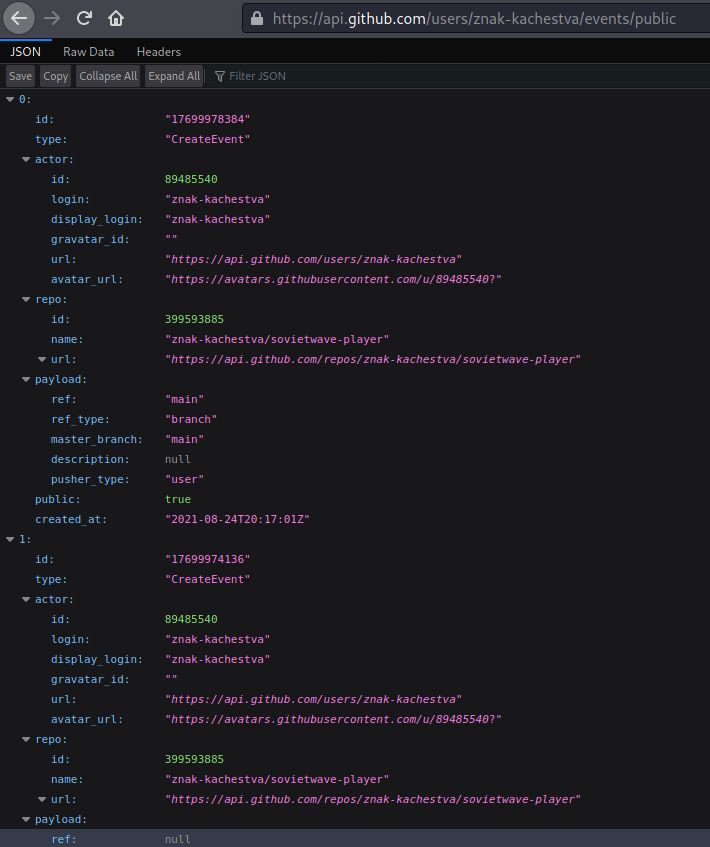 https://api.github.com/users/znak-kachestva/events/public
JSON Raw Data Headers
Save Copy Collapse All Expand All Filter JSON
0:
id: "17699978384"
type: "CreateEvent"
actor:
id: 89485540
login: "znak-kachestva"
display_login: "znak-kachestva"
gravatar_id: ""
url: "https://api.github.com/users/znak-kachestva"
avatar_url: "https://avatars.githubusercontent.com/u/89485540?"
repo:
id: 399593885
name: "znak-kachestva/sovietwave-player"
url: "https://api.github.com/repos/znak-kachestva/sovietwave-player"
payload:
ref: "main"
ref_type: "branch"
master_branch: "main"
description: null
pusher_type: "user"
public: true
created_at: "2021-08-24T20:17:01Z"
1:
id: "17699974136"
type: "CreateEvent"
actor:
id: 89485540
login: "znak-kachestva"
display_login: "znak-kachestva"
gravatar_id: ""
url: "https://api.github.com/users/znak-kachestva"
avatar_url: "https://avatars.githubusercontent.com/u/89485540?"
repo:
id: 399593885
name: "znak-kachestva/sovietwave-player"
url: "https://api.github.com/repos/znak-kachestva/sovietwave-player"
payload:
ref: null